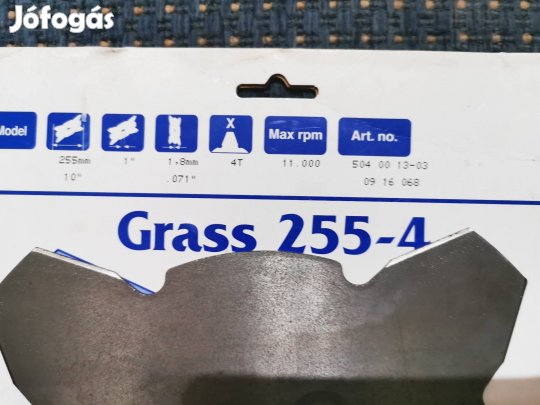 Jófogás
Model
X
Max rpm
Art. no.
255mm
1"
1,8mm
4T
11.000
504 00 13-03
10"
.071"
09 16 068
Grass 255-4